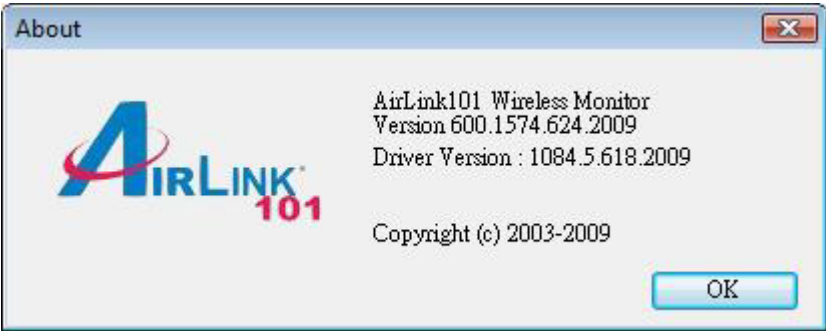 About
AIRLINK
101
AirLink101 Wireless Monitor
Version 600.1574.624.2009
Driver Version : 1084.5.618.2009
Copyright (c) 2003-2009
OK